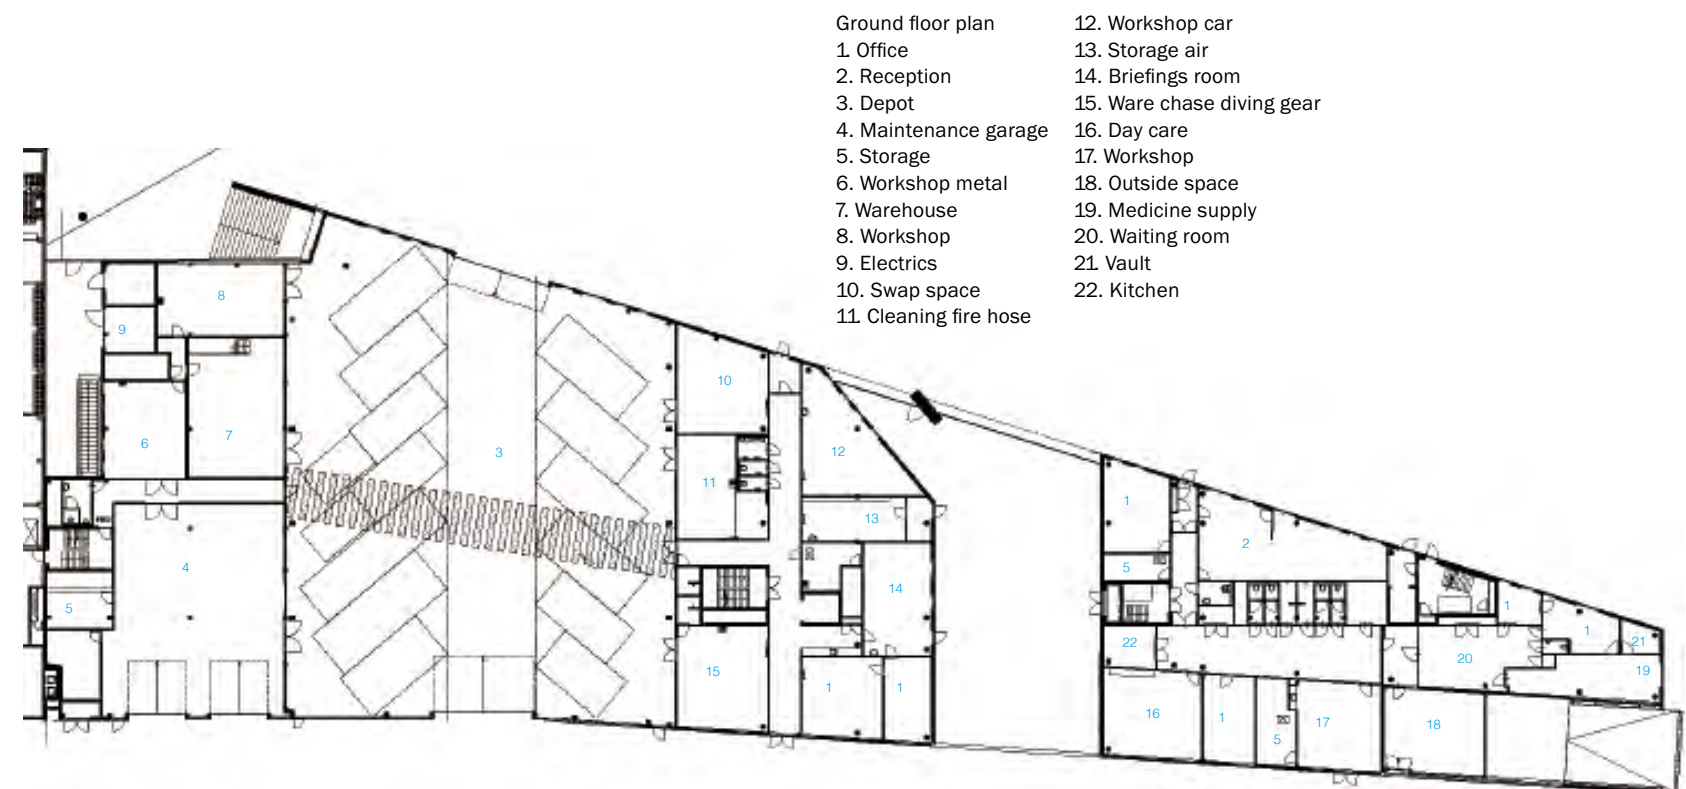 Ground floor plan
1. Office
2. Reception
3. Depot
4. Maintenance garage
5. Storage
6. Workshop metal
7. Warehouse
8. Workshop
9. Electrics
10. Swap space
11. Cleaning fire hose
12. Workshop car
13. Storage air
14. Briefings room
15. Ware chase diving gear
16. Day care
17. Workshop
18. Outside space
19. Medicine supply
20. Waiting room
21. Vault
22. Kitchen
8
9
10
6
7
3
12
11
1
13
2
4
5
14
5
1
1
21
22
20
19
15
1
1
16
1
17
18
5